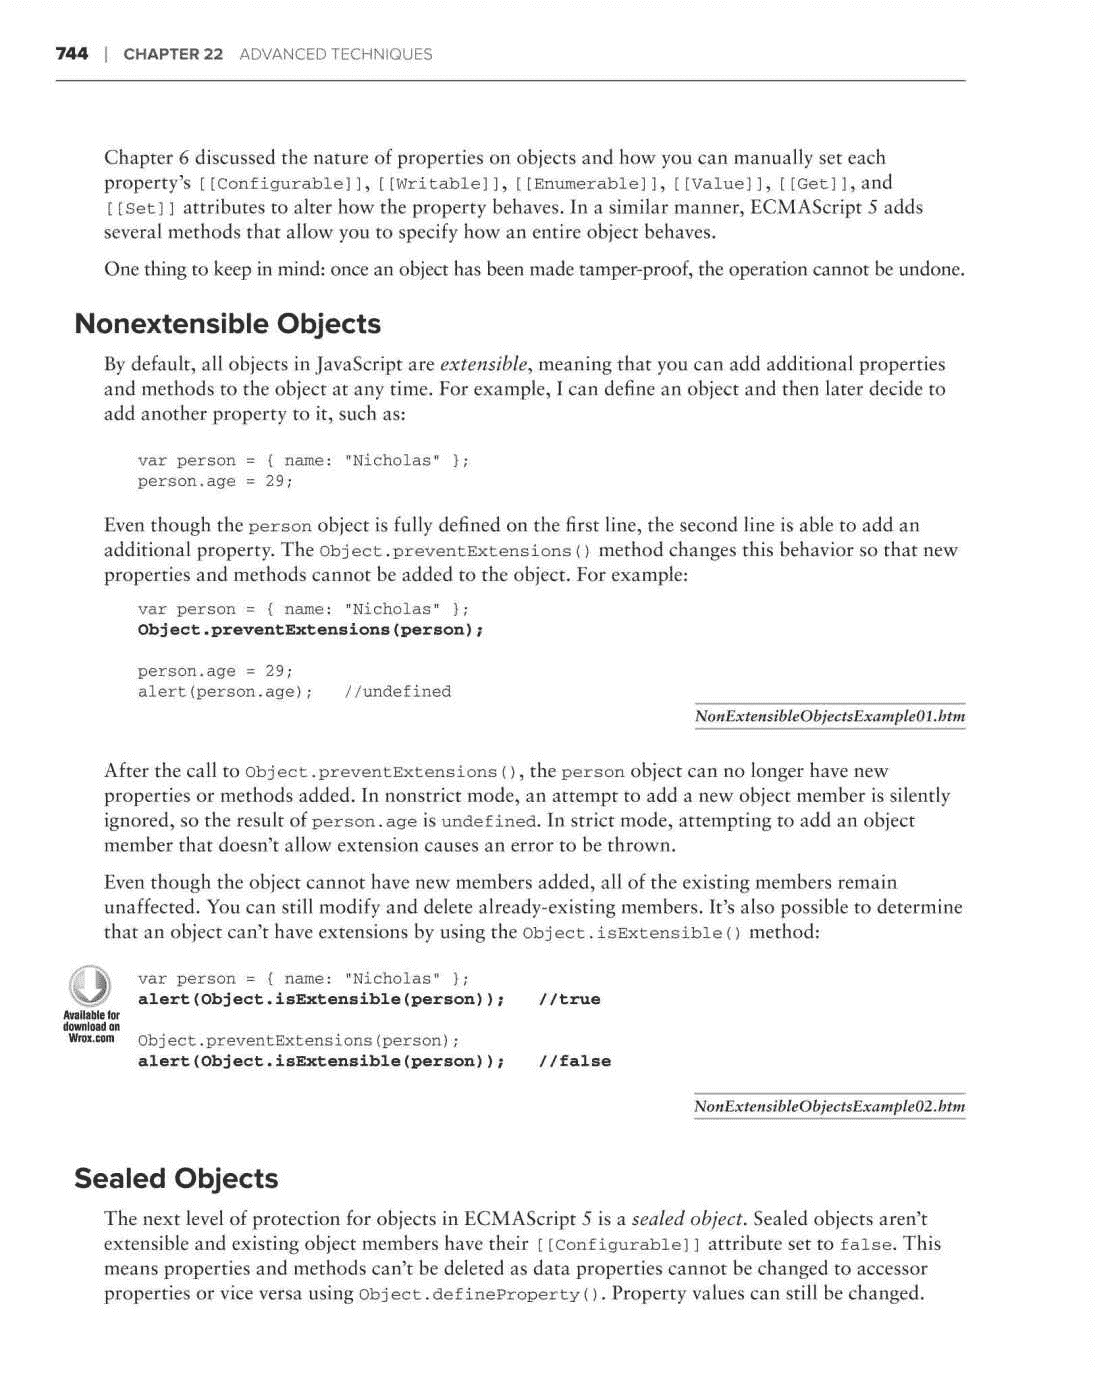 744 | CHAPTER 22 ADVANCED TECHNIQUES
Chapter 6 discussed the nature of properties on objects and how you can manually set each
property's [[Configurable]], [[Writable]], [[Enumerable]], [[Value]], [[Get]], and
[[Set]] attributes to alter how the property behaves. In a similar manner, ECMAScript 5 adds
several methods that allow you to specify how an entire object behaves.
One thing to keep in mind: once an object has been made tamper-proof, the operation cannot be undone.
Nonextensible Objects
By default, all objects in JavaScript are extensible, meaning that you can add additional properties
and methods to the object at any time. For example, I can define an object and then later decide to
add another property to it, such as:
var person = { name: "Nicholas" };
person.age = 29;
Even though the person object is fully defined on the first line, the second line is able to add an
additional property. The Object.preventExtensions() method changes this behavior so that new
properties and methods cannot be added to the object. For example:
var person = { name: "Nicholas" };
Object.preventExtensions(person);
person.age = 29;
alert(person.age); //undefined
NonExtensibleObjectsExample01.htm
After the call to Object.preventExtensions(), the person object can no longer have new
properties or methods added. In nonstrict mode, an attempt to add a new object member is silently
ignored, so the result of person.age is undefined. In strict mode, attempting to add an object
member that doesn't allow extension causes an error to be thrown.
Even though the object cannot have new members added, all of the existing members remain
unaffected. You can still modify and delete already-existing members. It's also possible to determine
that an object can't have extensions by using the Object.isExtensible() method:
Available for
download on
Wrox.com
var person = { name: "Nicholas" };
alert(Object.isExtensible(person)); //true
Object.preventExtensions(person);
alert(Object.isExtensible(person)); //false
NonExtensibleObjectsExample02.htm
Sealed Objects
The next level of protection for objects in ECMAScript 5 is a sealed object. Sealed objects aren't
extensible and existing object members have their [[Configurable]] attribute set to false. This
means properties and methods can't be deleted as data properties cannot be changed to accessor
properties or vice versa using Object.defineProperty(). Property values can still be changed.